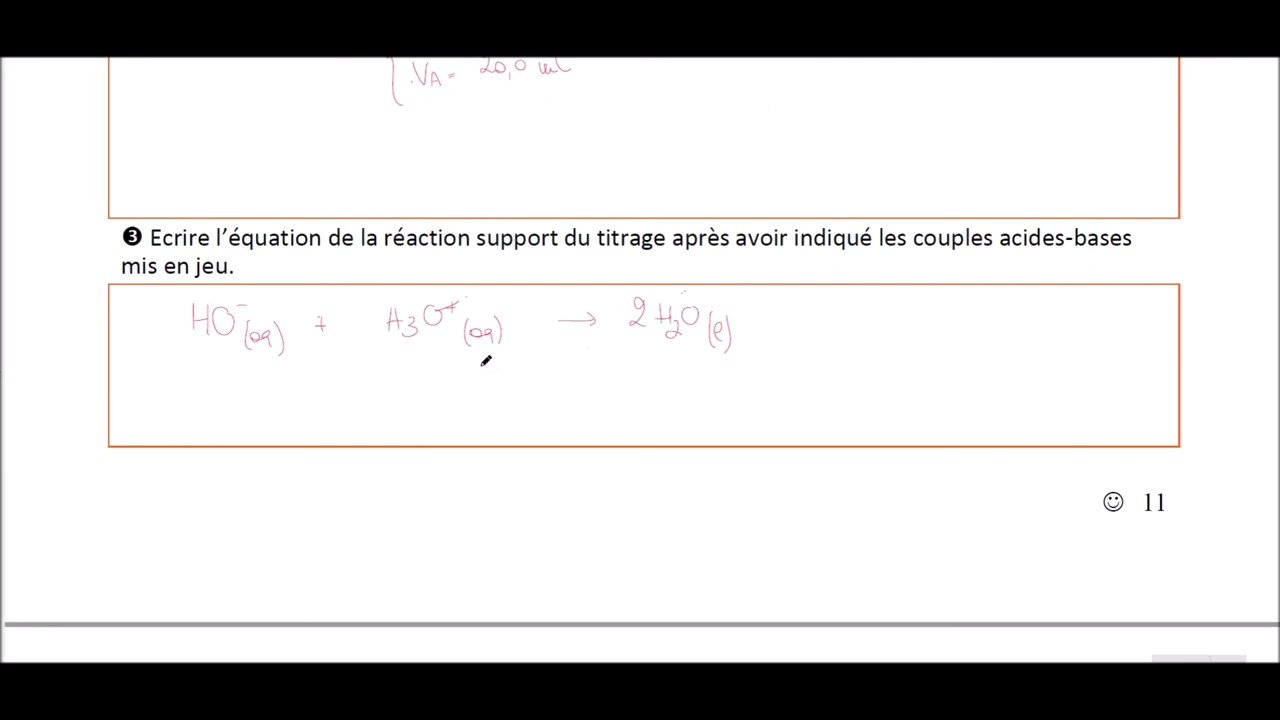 V_A = 20,0 mL
❸ Ecrire l’équation de la réaction support du titrage après avoir indiqué les couples acides-bases
mis en jeu.
HO⁻(aq) + H₃O⁺(aq) → 2 H₂O(l)
☺ 11